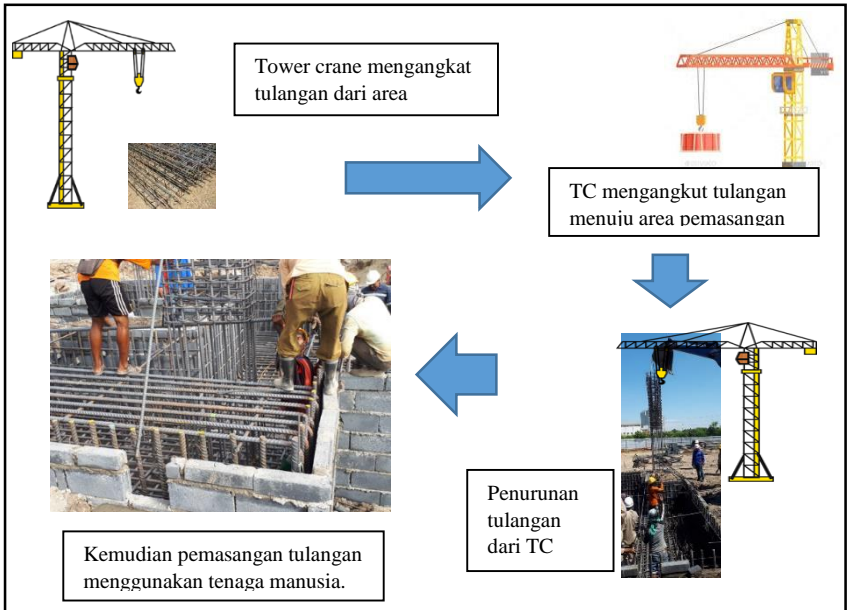 Tower crane mengangkat
tulangan dari area
TC mengangkut tulangan
menuju area pemasangan
Penurunan
tulangan
dari TC
Kemudian pemasangan tulangan
menggunakan tenaga manusia.